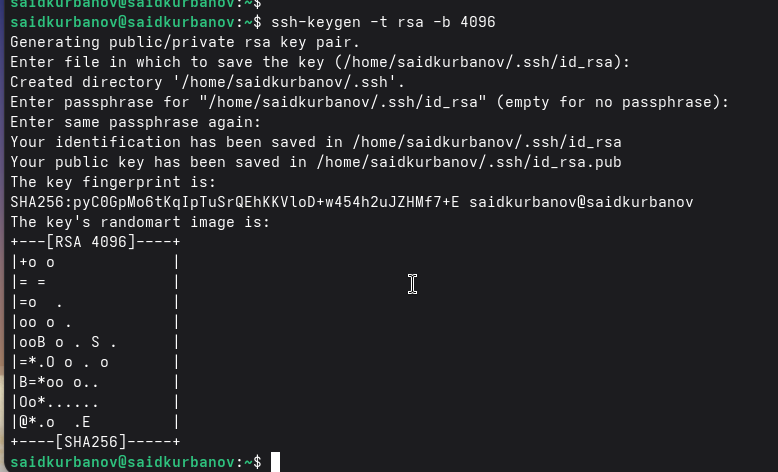 saidkurbanov@saidkurbanov:~$
saidkurbanov@saidkurbanov:~$ ssh-keygen -t rsa -b 4096
Generating public/private rsa key pair.
Enter file in which to save the key (/home/saidkurbanov/.ssh/id_rsa):
Created directory '/home/saidkurbanov/.ssh'.
Enter passphrase for "/home/saidkurbanov/.ssh/id_rsa" (empty for no passphrase):
Enter same passphrase again:
Your identification has been saved in /home/saidkurbanov/.ssh/id_rsa
Your public key has been saved in /home/saidkurbanov/.ssh/id_rsa.pub
The key fingerprint is:
SHA256:pyC0GpMo6tKqIpTuSrQEhKKVloD+w454h2uJZHMf7+E saidkurbanov@saidkurbanov
The key's randomart image is:
+---[RSA 4096]----+
|+o o             |
|= =              |
|=o  .            |
|oo o .           |
|ooB o . S .      |
|=*.O o . o       |
|B=*oo o..        |
|Oo*......        |
|@*.o  .E         |
+----[SHA256]-----+
saidkurbanov@saidkurbanov:~$